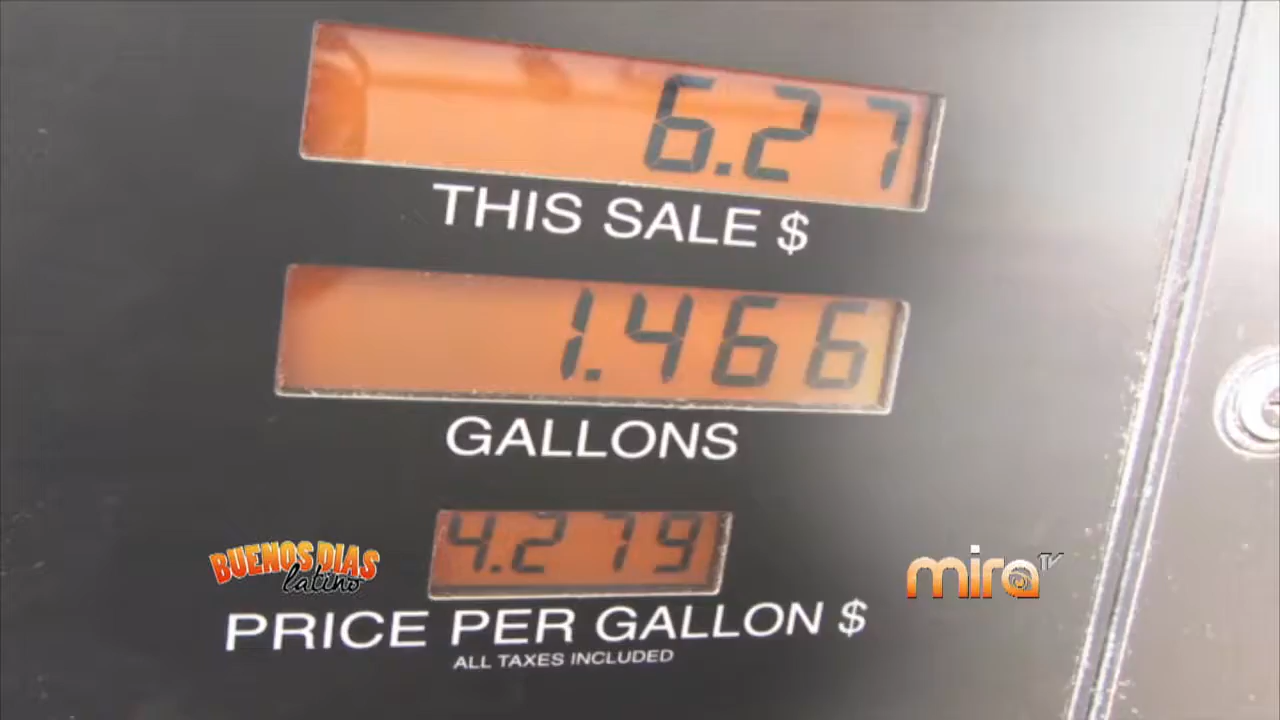 6.27
THIS SALE $
1.466
GALLONS
4.279
BUENOS DIAS
latino
mira TV
PRICE PER GALLON $
ALL TAXES INCLUDED